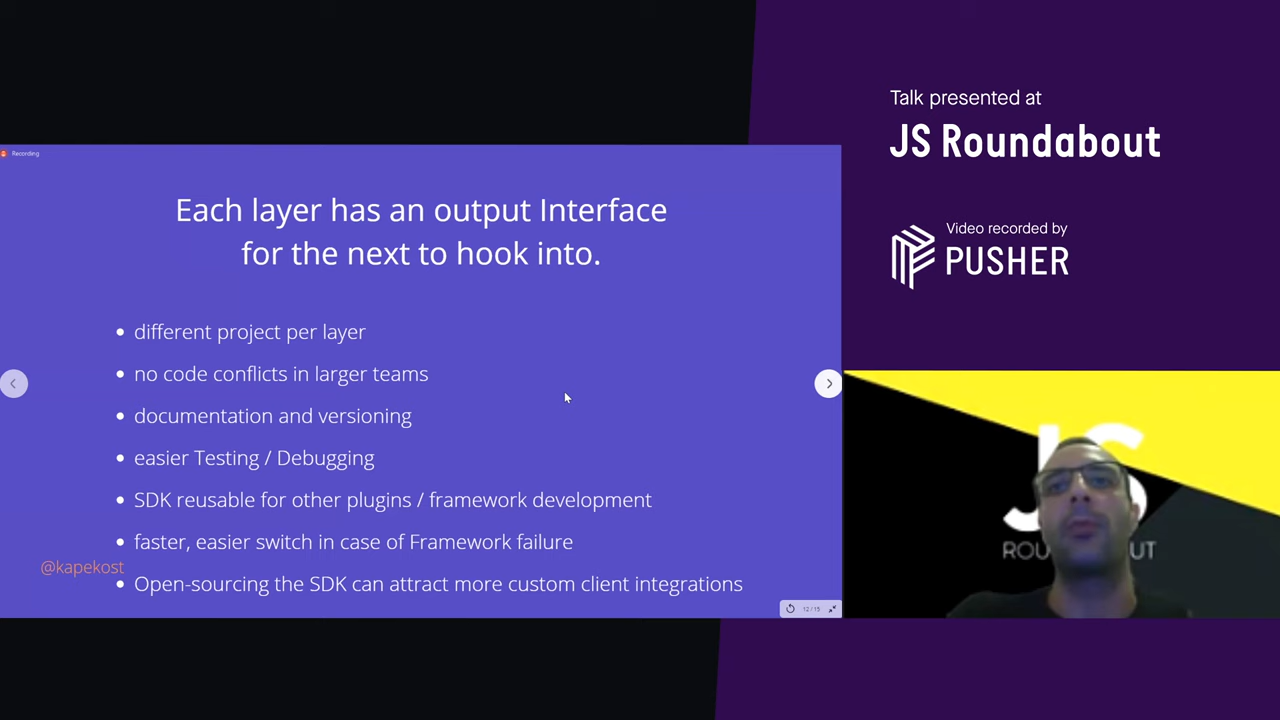 Talk presented at
JS Roundabout
Video recorded by
PUSHER
Recording
Each layer has an output Interface
for the next to hook into.
different project per layer
no code conflicts in larger teams
documentation and versioning
easier Testing / Debugging
SDK reusable for other plugins / framework development
faster, easier switch in case of Framework failure
@kapekost
Open-sourcing the SDK can attract more custom client integrations
12 / 15